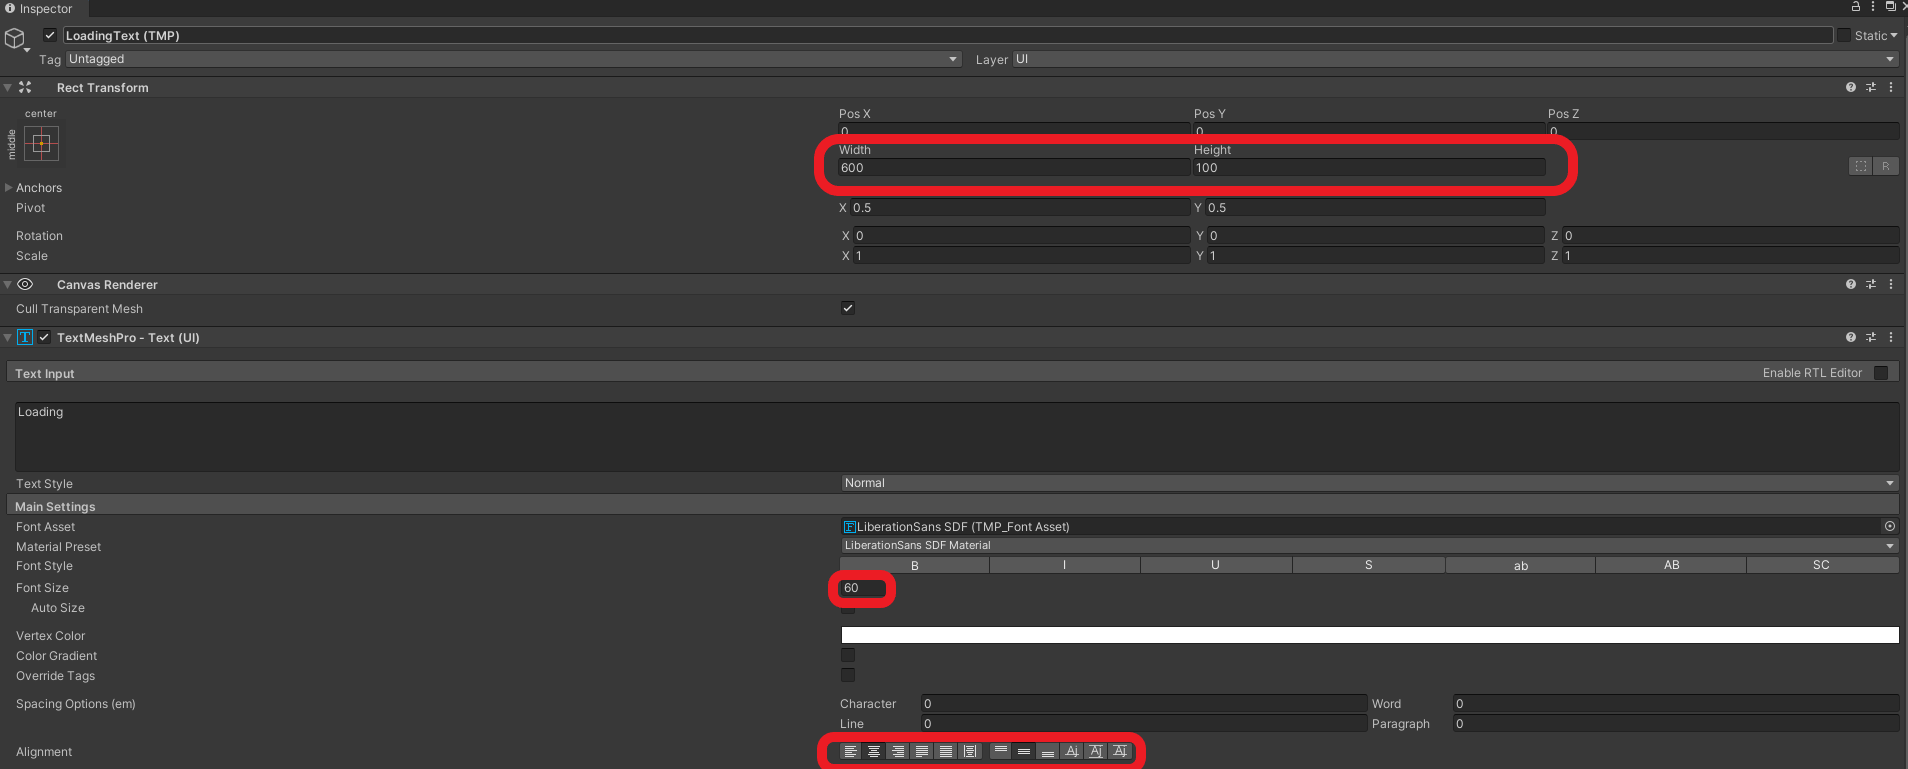 Inspector
LoadingText (TMP)
Static
Tag Untagged Layer UI
Rect Transform
center
middle
Pos X Pos Y Pos Z
0 0 0
Width Height
600 100
R
Anchors
Pivot X 0.5 Y 0.5
Rotation X 0 Y 0 Z 0
Scale X 1 Y 1 Z 1
Canvas Renderer
Cull Transparent Mesh
TextMeshPro - Text (UI)
Text Input Enable RTL Editor
Loading
Text Style Normal
Main Settings
Font Asset LiberationSans SDF (TMP_Font Asset)
Material Preset LiberationSans SDF Material
Font Style B I U S ab AB SC
Font Size 60
Auto Size
Vertex Color
Color Gradient
Override Tags
Spacing Options (em) Character 0 Word 0
Line 0 Paragraph 0
Alignment